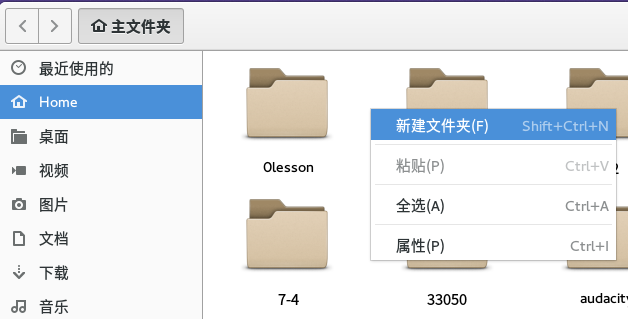 主文件夹
最近使用的
Home
桌面
视频
图片
文档
下载
音乐
Olesson
7-4
33050
新建文件夹(F) Shift+Ctrl+N
粘贴(P) Ctrl+V
全选(A) Ctrl+A
属性(P) Ctrl+I